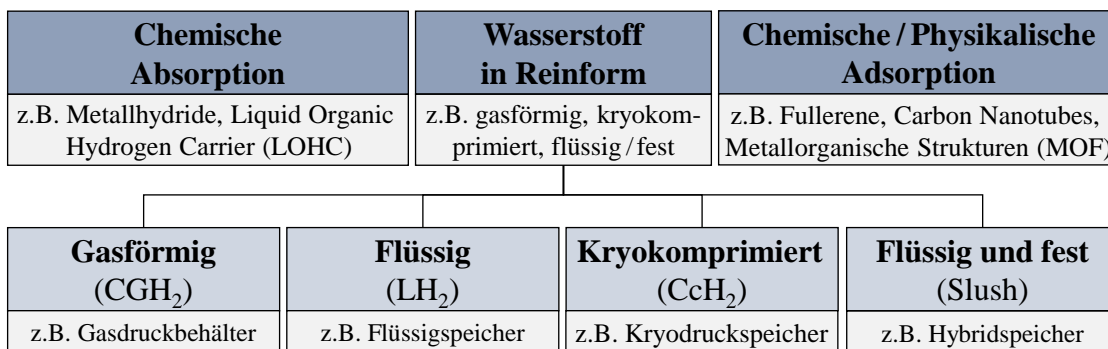 Chemische
Absorption
z.B. Metallhydride, Liquid Organic
Hydrogen Carrier (LOHC)
Wasserstoff
in Reinform
z.B. gasförmig, kryokom-
primiert, flüssig / fest
Chemische / Physikalische
Adsorption
z.B. Fullerene, Carbon Nanotubes,
Metallorganische Strukturen (MOF)
Gasförmig
(CGH₂)
z.B. Gasdruckbehälter
Flüssig
(LH₂)
z.B. Flüssigspeicher
Kryokomprimiert
(CcH₂)
z.B. Kryodruckspeicher
Flüssig und fest
(Slush)
z.B. Hybridspeicher